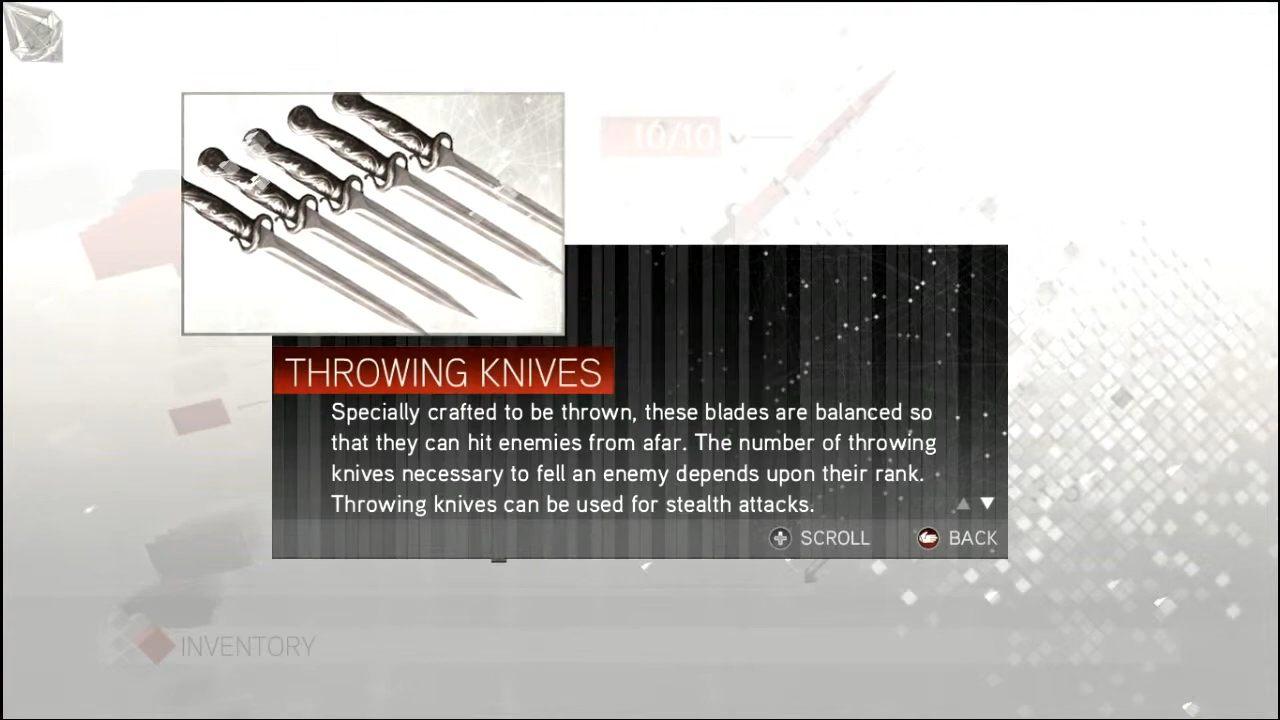 10/10
THROWING KNIVES
Specially crafted to be thrown, these blades are balanced so
that they can hit enemies from afar. The number of throwing
knives necessary to fell an enemy depends upon their rank.
Throwing knives can be used for stealth attacks.
SCROLL BACK
INVENTORY